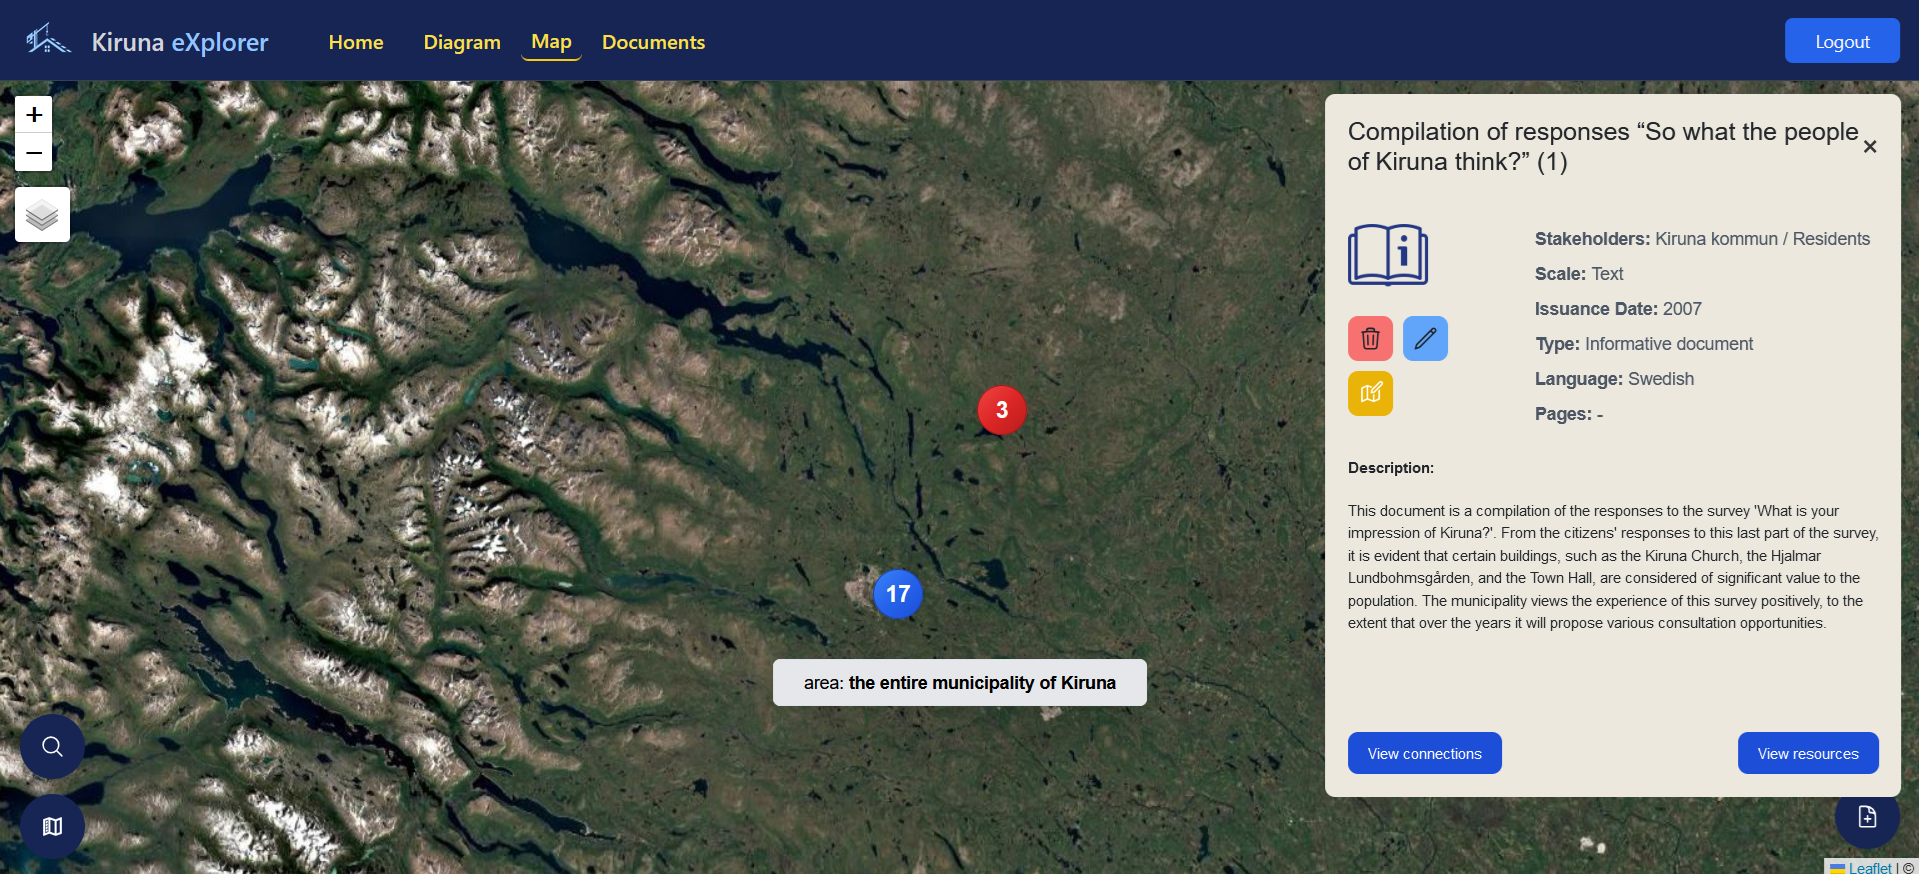 Kiruna eXplorer
Home
Diagram
Map
Documents
Logout
+
−
Compilation of responses “So what the people
of Kiruna think?” (1)
×
Stakeholders: Kiruna kommun / Residents
Scale: Text
Issuance Date: 2007
Type: Informative document
Language: Swedish
Pages: -
Description:
This document is a compilation of the responses to the survey 'What is your
impression of Kiruna?'. From the citizens' responses to this last part of the survey,
it is evident that certain buildings, such as the Kiruna Church, the Hjalmar
Lundbohmsgården, and the Town Hall, are considered of significant value to the
population. The municipality views the experience of this survey positively, to the
extent that over the years it will propose various consultation opportunities.
View connections
View resources
3
17
area: the entire municipality of Kiruna
Leaflet | ©